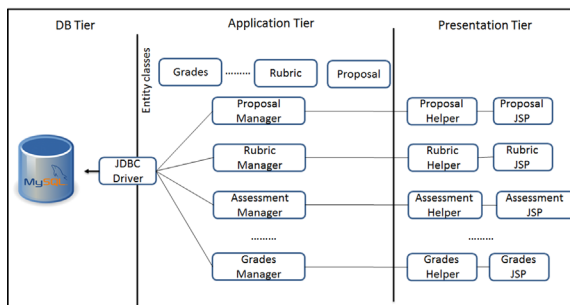 DB Tier
Application Tier
Presentation Tier
Entity classes
Grades
.........
Rubric
Proposal
Proposal
Manager
Proposal
Helper
Proposal
JSP
MySQL
JDBC
Driver
Rubric
Manager
Rubric
Helper
Rubric
JSP
Assessment
Manager
Assessment
Helper
Assessment
JSP
.........
.........
Grades
Manager
Grades
Helper
Grades
JSP